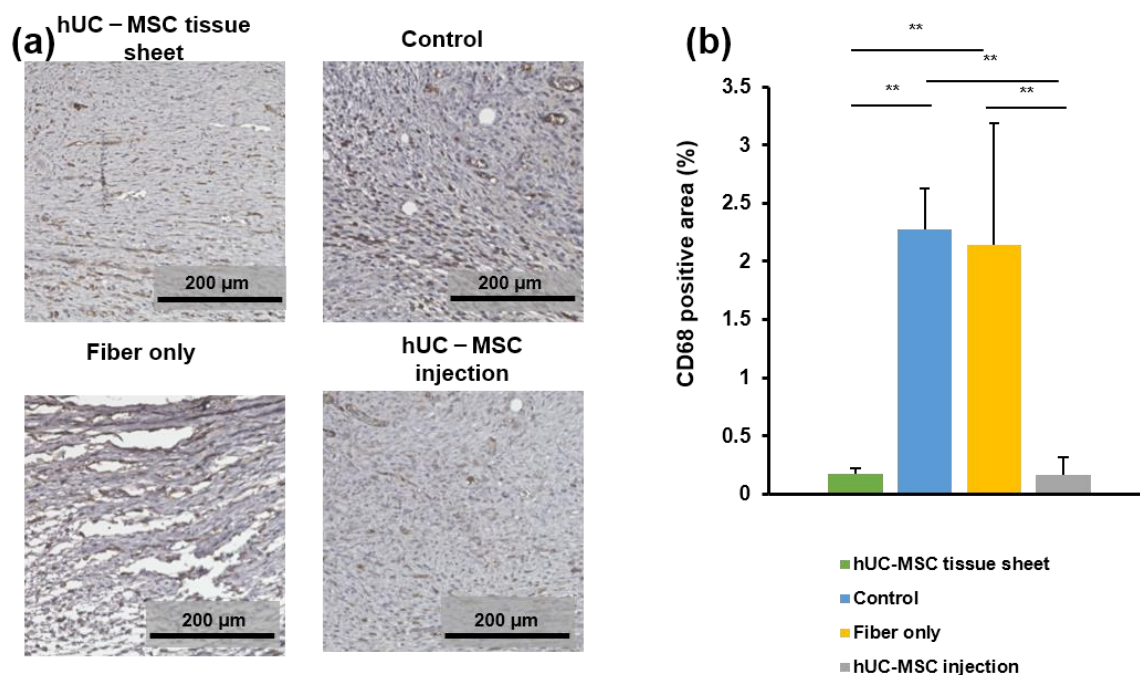 (a)
hUC – MSC tissue
sheet
Control
200 µm
200 µm
Fiber only
hUC – MSC
injection
200 µm
200 µm
(b)
**
**
**
**
3.5
3
2.5
2
1.5
1
0.5
0
CD68 positive area (%)
hUC-MSC tissue sheet
Control
Fiber only
hUC-MSC injection